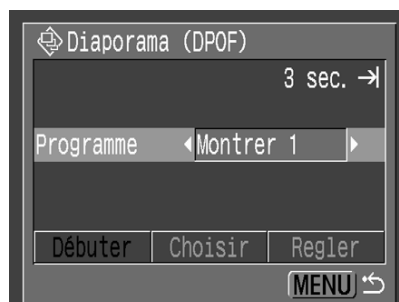 Diaporama (DPOF)
3 sec.
Programme Montrer 1
Débuter Choisir Regler
MENU